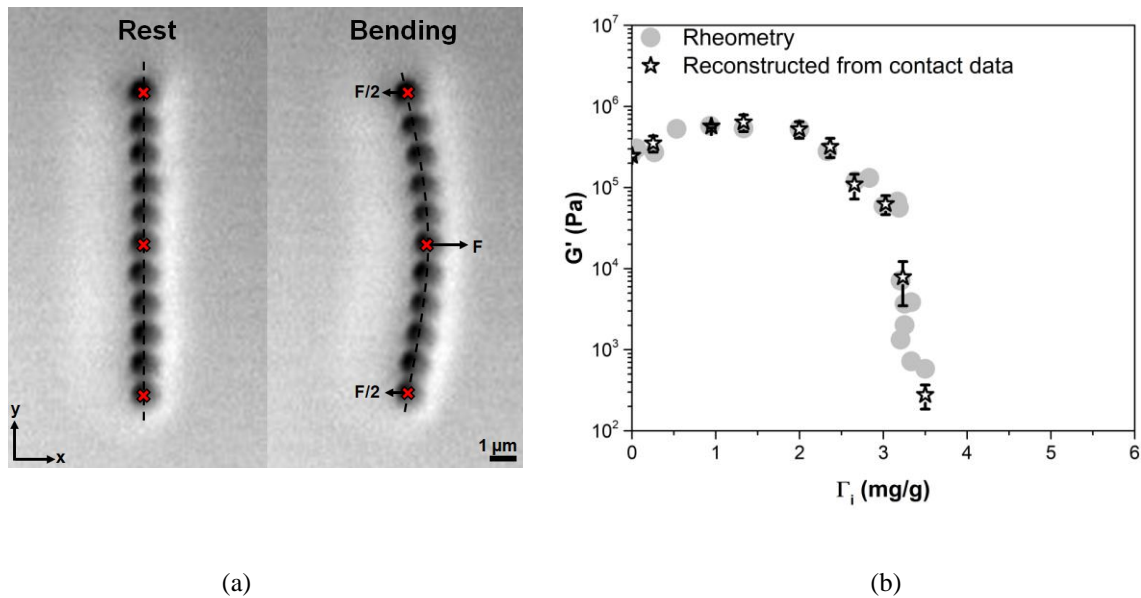 Rest
Bending
F/2
F
F/2
y
x
1 µm
10⁷
10⁶
10⁵
10⁴
10³
10²
G' (Pa)
Rheometry
Reconstructed from contact data
0 1 2 3 4 5 6
Γᵢ (mg/g)
(a) (b)